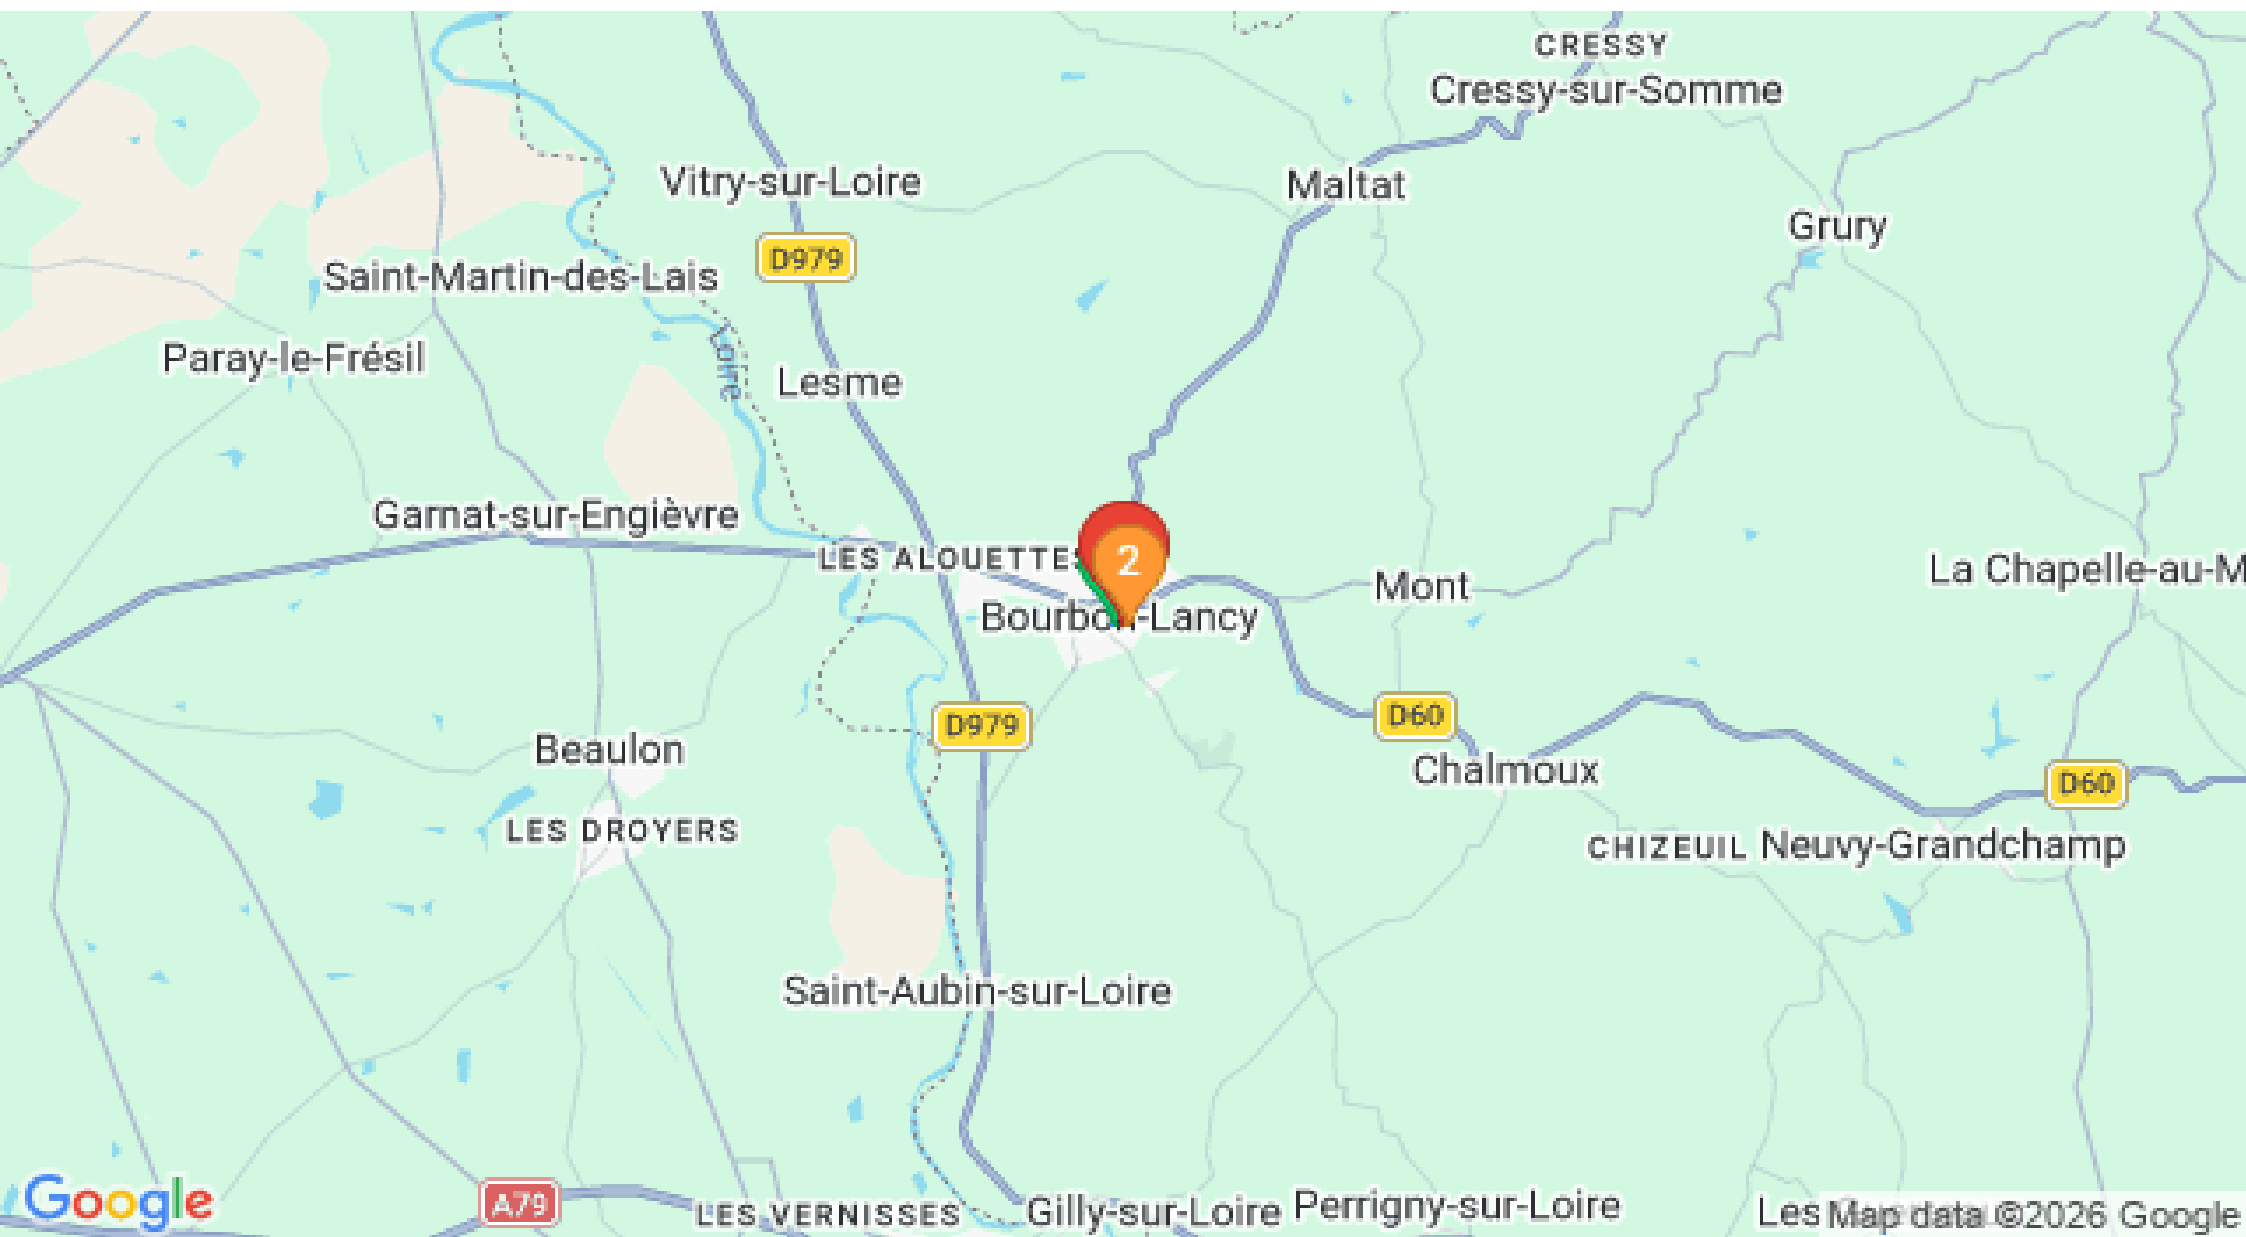 CRESSY
Cressy-sur-Somme
Vitry-sur-Loire
Maltat
Grury
D979
Saint-Martin-des-Lais
Loire
Paray-le-Frésil
Lesme
Garnat-sur-Engièvre
LES ALOUETTES
2
La Chapelle-au-M
Mont
Bourbon-Lancy
D979
D60
Beaulon
Chalmoux
D60
LES DROYERS
CHIZEUIL
Neuvy-Grandchamp
Saint-Aubin-sur-Loire
Google
A79
LES VERNISSES
Gilly-sur-Loire
Perrigny-sur-Loire
Les
Map data ©2026 Google